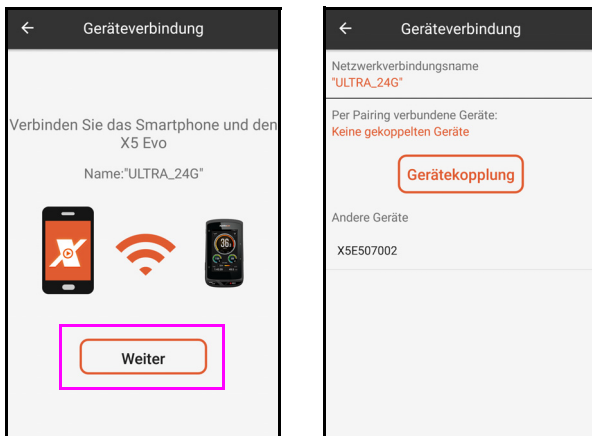 Geräteverbindung
Verbinden Sie das Smartphone und den
X5 Evo
Name:"ULTRA_24G"
36
Weiter
Geräteverbindung
Netzwerkverbindungsname
"ULTRA_24G"
Per Pairing verbundene Geräte:
Keine gekoppelten Geräte
Gerätekopplung
Andere Geräte
X5E507002